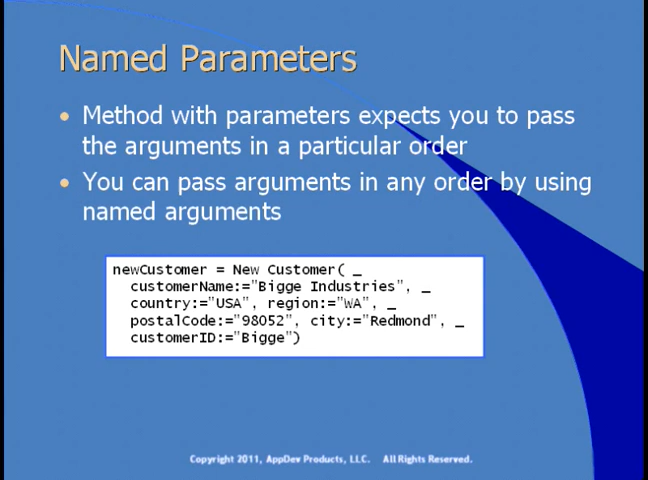 Named Parameters
• Method with parameters expects you to pass
the arguments in a particular order
• You can pass arguments in any order by using
named arguments
newCustomer = New Customer( _
customerName:="Bigge Industries", _
country:="USA", region:="WA", _
postalCode:="98052", city:="Redmond", _
customerID:="Bigge")
Copyright 2011, AppDev Products, LLC. All Rights Reserved.